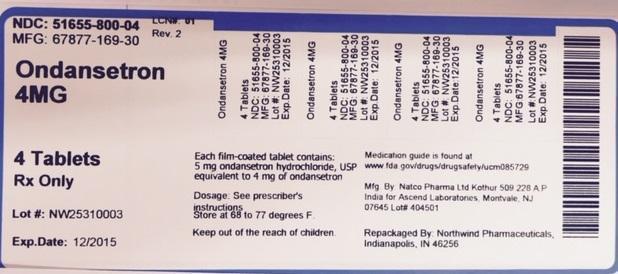 NDC: 51655-800-04
MFG: 67877-169-30
LCN#: 01
Rev. 2
Ondansetron
4MG
4 Tablets
Rx Only
Lot #: NW25310003
Exp.Date: 12/2015
Ondansetron 4MG
4 Tablets
NDC: 51655-800-04
MFG: 67877-169-30
Lot #: NW25310003
Exp.Date: 12/2015
Ondansetron 4MG
4 Tablets
NDC: 51655-800-04
MFG: 67877-169-30
Lot #: NW25310003
Exp.Date: 12/2015
Ondansetron 4MG
4 Tablets
NDC: 51655-800-04
MFG: 67877-169-30
Lot #: NW25310003
Exp.Date: 12/2015
Ondansetron 4MG
4 Tablets
NDC: 51655-800-04
MFG: 67877-169-30
Lot #: NW25310003
Exp.Date: 12/2015
Each film-coated tablet contains:
5 mg ondansetron hydrochloride, USP
equivalent to 4 mg of ondansetron
Dosage: See prescriber's
instructions
Store at 68 to 77 degrees F.
Keep out of the reach of children.
Medication guide is found at
www.fda.gov/drugs/drugsafety/ucm085729
Mfg. By: Natco Pharma Ltd Kothur 509 228 A.P
India for Ascend Laboratories, Montvale, NJ
07645 Lot# 404501
Repackaged By: Northwind Pharmaceuticals,
Indianapolis, IN 46256